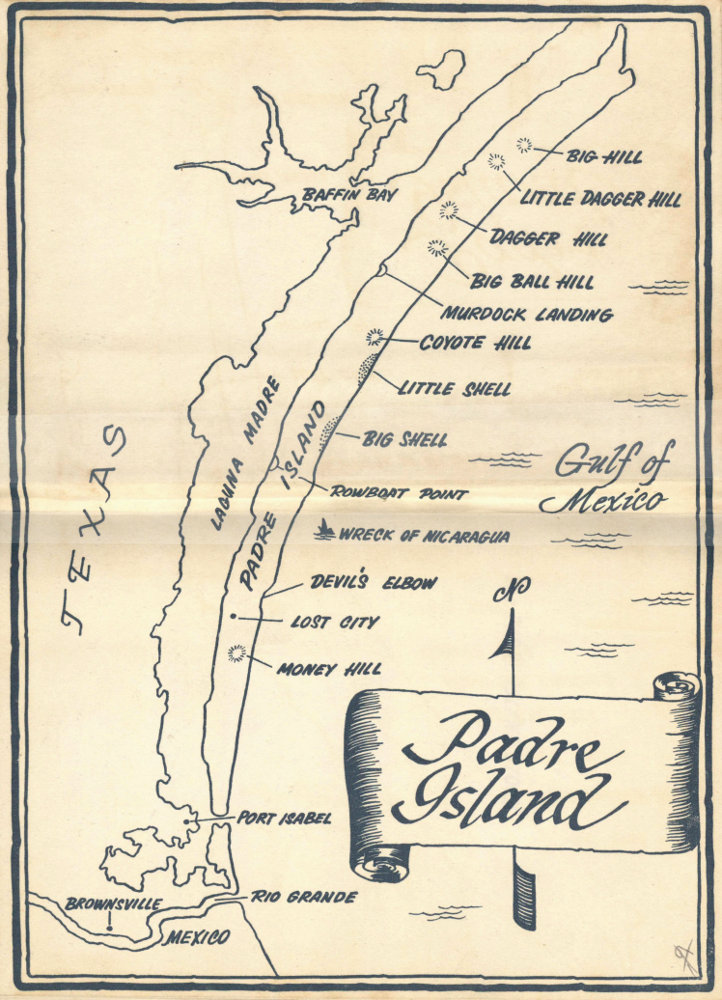 BIG HILL
LITTLE DAGGER HILL
BAFFIN BAY
DAGGER HILL
BIG BALL HILL
MURDOCK LANDING
COYOTE HILL
LITTLE SHELL
BIG SHELL
LAGUNA MADRE
PADRE ISLAND
TEXAS
Gulf of
Mexico
ROWBOAT POINT
WRECK OF NICARAGUA
DEVIL'S ELBOW
N
LOST CITY
MONEY HILL
Padre
Island
PORT ISABEL
RIO GRANDE
BROWNSVILLE
MEXICO